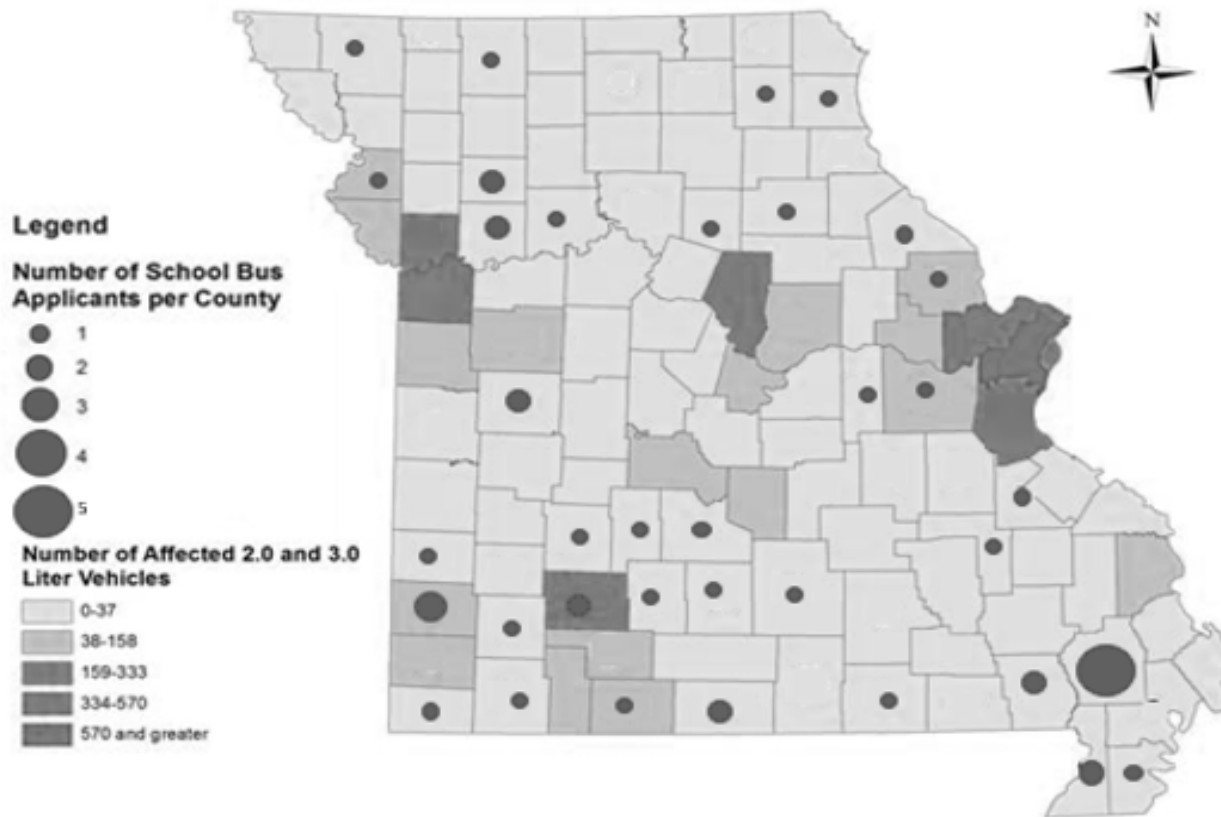 N
Legend
Number of School Bus
Applicants per County
1
2
3
4
5
Number of Affected 2.0 and 3.0
Liter Vehicles
0-37
38-158
159-333
334-570
570 and greater